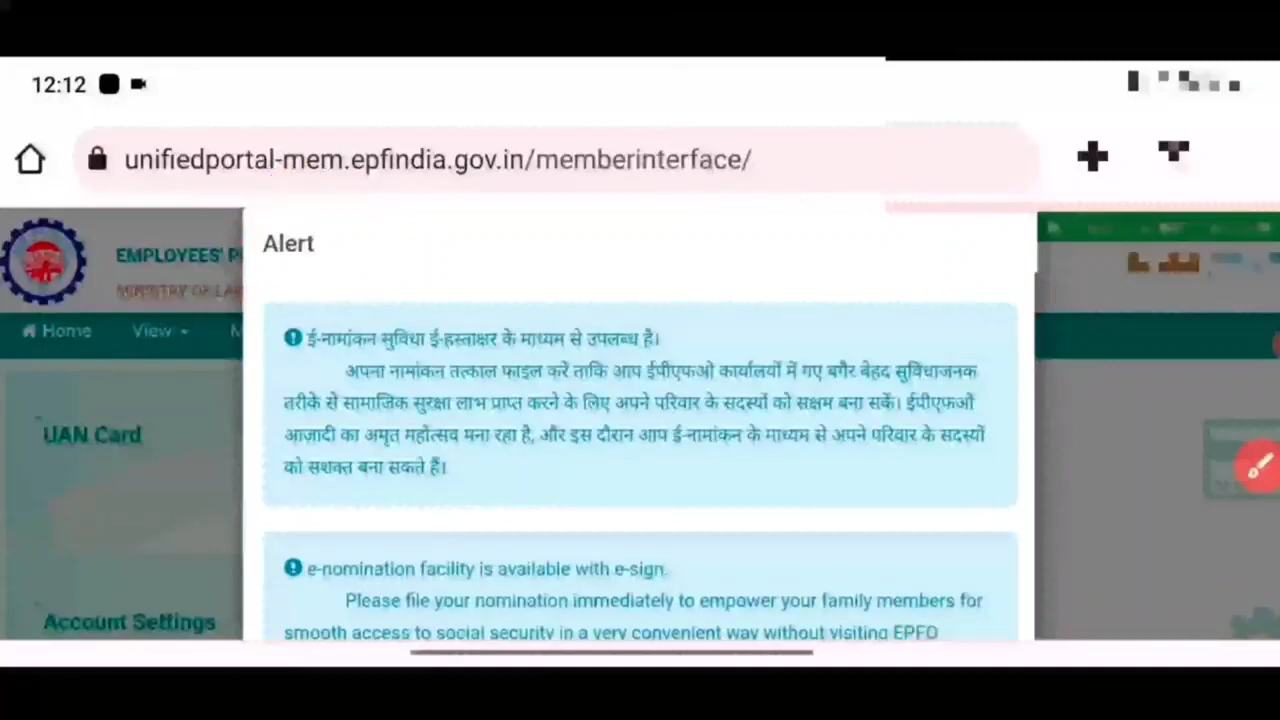 12:12
unifiedportal-mem.epfindia.gov.in/memberinterface/
Alert
EMPLOYEES'
MINISTRY OF
Home View
ई-नामांकन सुविधा ई-हस्ताक्षर के माध्यम से उपलब्ध है।
अपना नामांकन तत्काल फाइल करें ताकि आप ईपीएफओ कार्यालयों में गए बगैर बेहद सुविधाजनक
तरीके से सामाजिक सुरक्षा लाभ प्राप्त करने के लिए अपने परिवार के सदस्यों को सक्षम बना सकें। ईपीएफओ
आज़ादी का अमृत महोत्सव मना रहा है, और इस दौरान आप ई-नामांकन के माध्यम से अपने परिवार के सदस्यों
को सशक्त बना सकते हैं।
UAN Card
e-nomination facility is available with e-sign.
Please file your nomination immediately to empower your family members for
smooth access to social security in a very convenient way without visiting EPFO
Account Settings